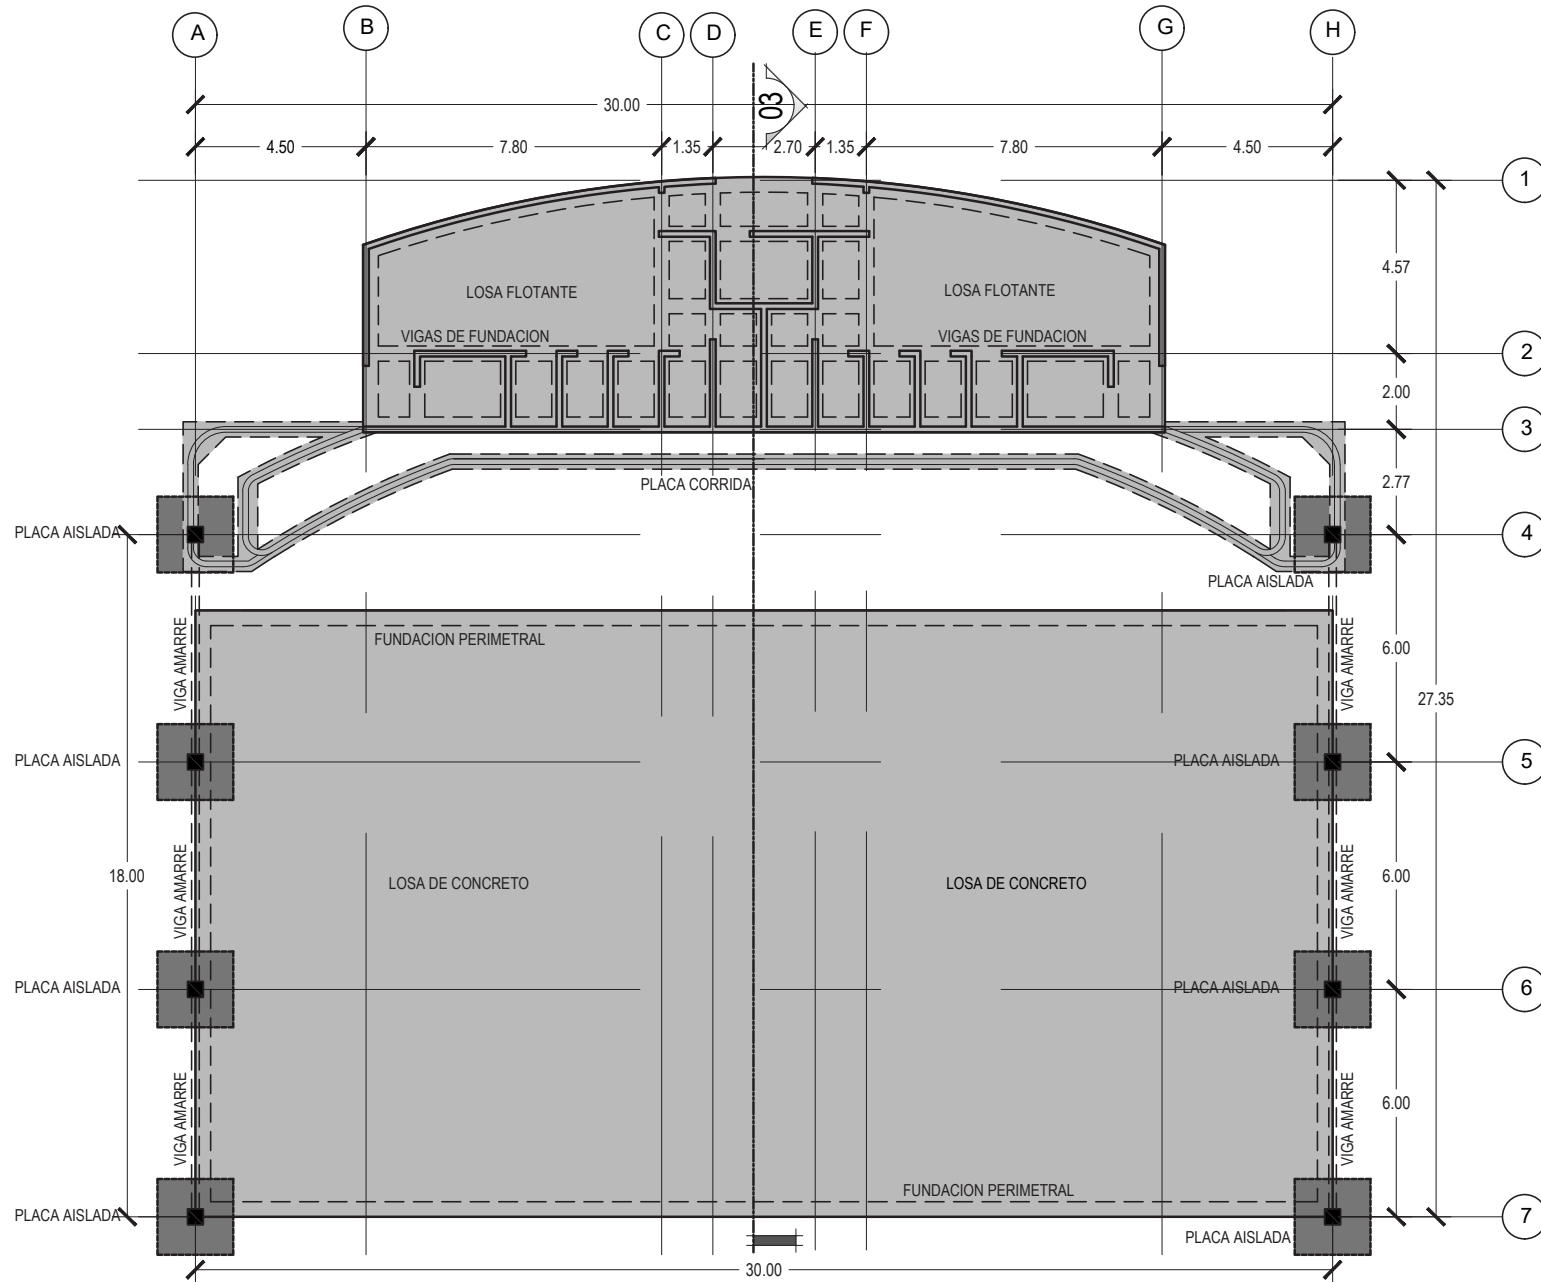 A
B
C
D
E
F
G
H
30.00
03
4.50
7.80
1.35
2.70
1.35
7.80
4.50
1
4.57
LOSA FLOTANTE
LOSA FLOTANTE
VIGAS DE FUNDACION
VIGAS DE FUNDACION
2
2.00
3
2.77
PLACA CORRIDA
PLACA AISLADA
4
PLACA AISLADA
VIGA AMARRE
FUNDACION PERIMETRAL
VIGA AMARRE
6.00
27.35
PLACA AISLADA
PLACA AISLADA
5
18.00
VIGA AMARRE
LOSA DE CONCRETO
LOSA DE CONCRETO
VIGA AMARRE
6.00
PLACA AISLADA
PLACA AISLADA
6
VIGA AMARRE
VIGA AMARRE
6.00
FUNDACION PERIMETRAL
PLACA AISLADA
7
PLACA AISLADA
30.00